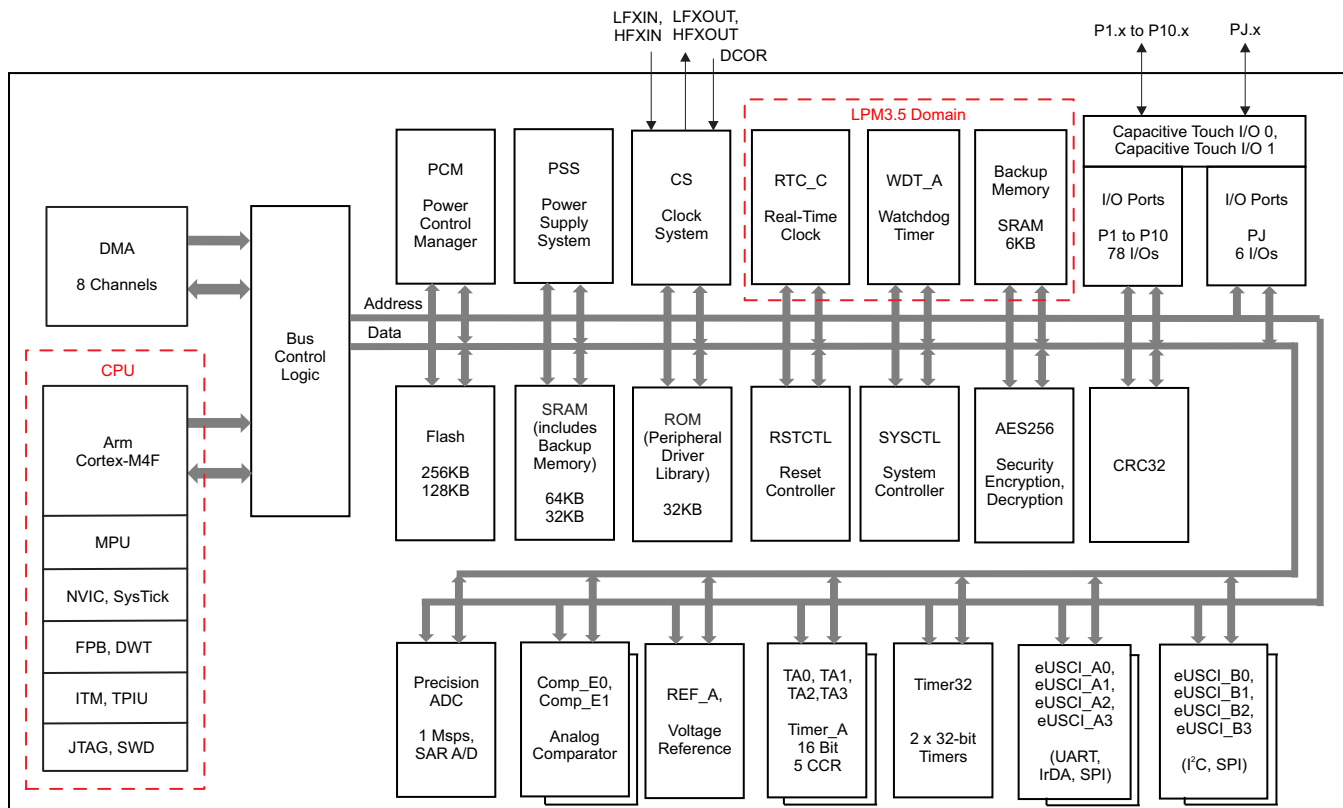 LFXIN,
HFXIN
LFXOUT,
HFXOUT
DCOR
P1.x to P10.x
PJ.x
LPM3.5 Domain
Capacitive Touch I/O 0,
Capacitive Touch I/O 1
PCM
Power
Control
Manager
PSS
Power
Supply
System
CS
Clock
System
RTC_C
Real-Time
Clock
WDT_A
Watchdog
Timer
Backup
Memory
SRAM
6KB
I/O Ports
P1 to P10
78 I/Os
I/O Ports
PJ
6 I/Os
DMA
8 Channels
Bus
Control
Logic
Address
Data
CPU
Arm
Cortex-M4F
MPU
NVIC, SysTick
FPB, DWT
ITM, TPIU
JTAG, SWD
Flash
256KB
128KB
SRAM
(includes
Backup
Memory)
64KB
32KB
ROM
(Peripheral
Driver
Library)
32KB
RSTCTL
Reset
Controller
SYSCTL
System
Controller
AES256
Security
Encryption,
Decryption
CRC32
Precision
ADC
1 Msps,
SAR A/D
Comp_E0,
Comp_E1
Analog
Comparator
REF_A,
Voltage
Reference
TA0, TA1,
TA2,TA3
Timer_A
16 Bit
5 CCR
Timer32
2 x 32-bit
Timers
eUSCI_A0,
eUSCI_A1,
eUSCI_A2,
eUSCI_A3
(UART,
IrDA, SPI)
eUSCI_B0,
eUSCI_B1,
eUSCI_B2,
eUSCI_B3
(I²C, SPI)